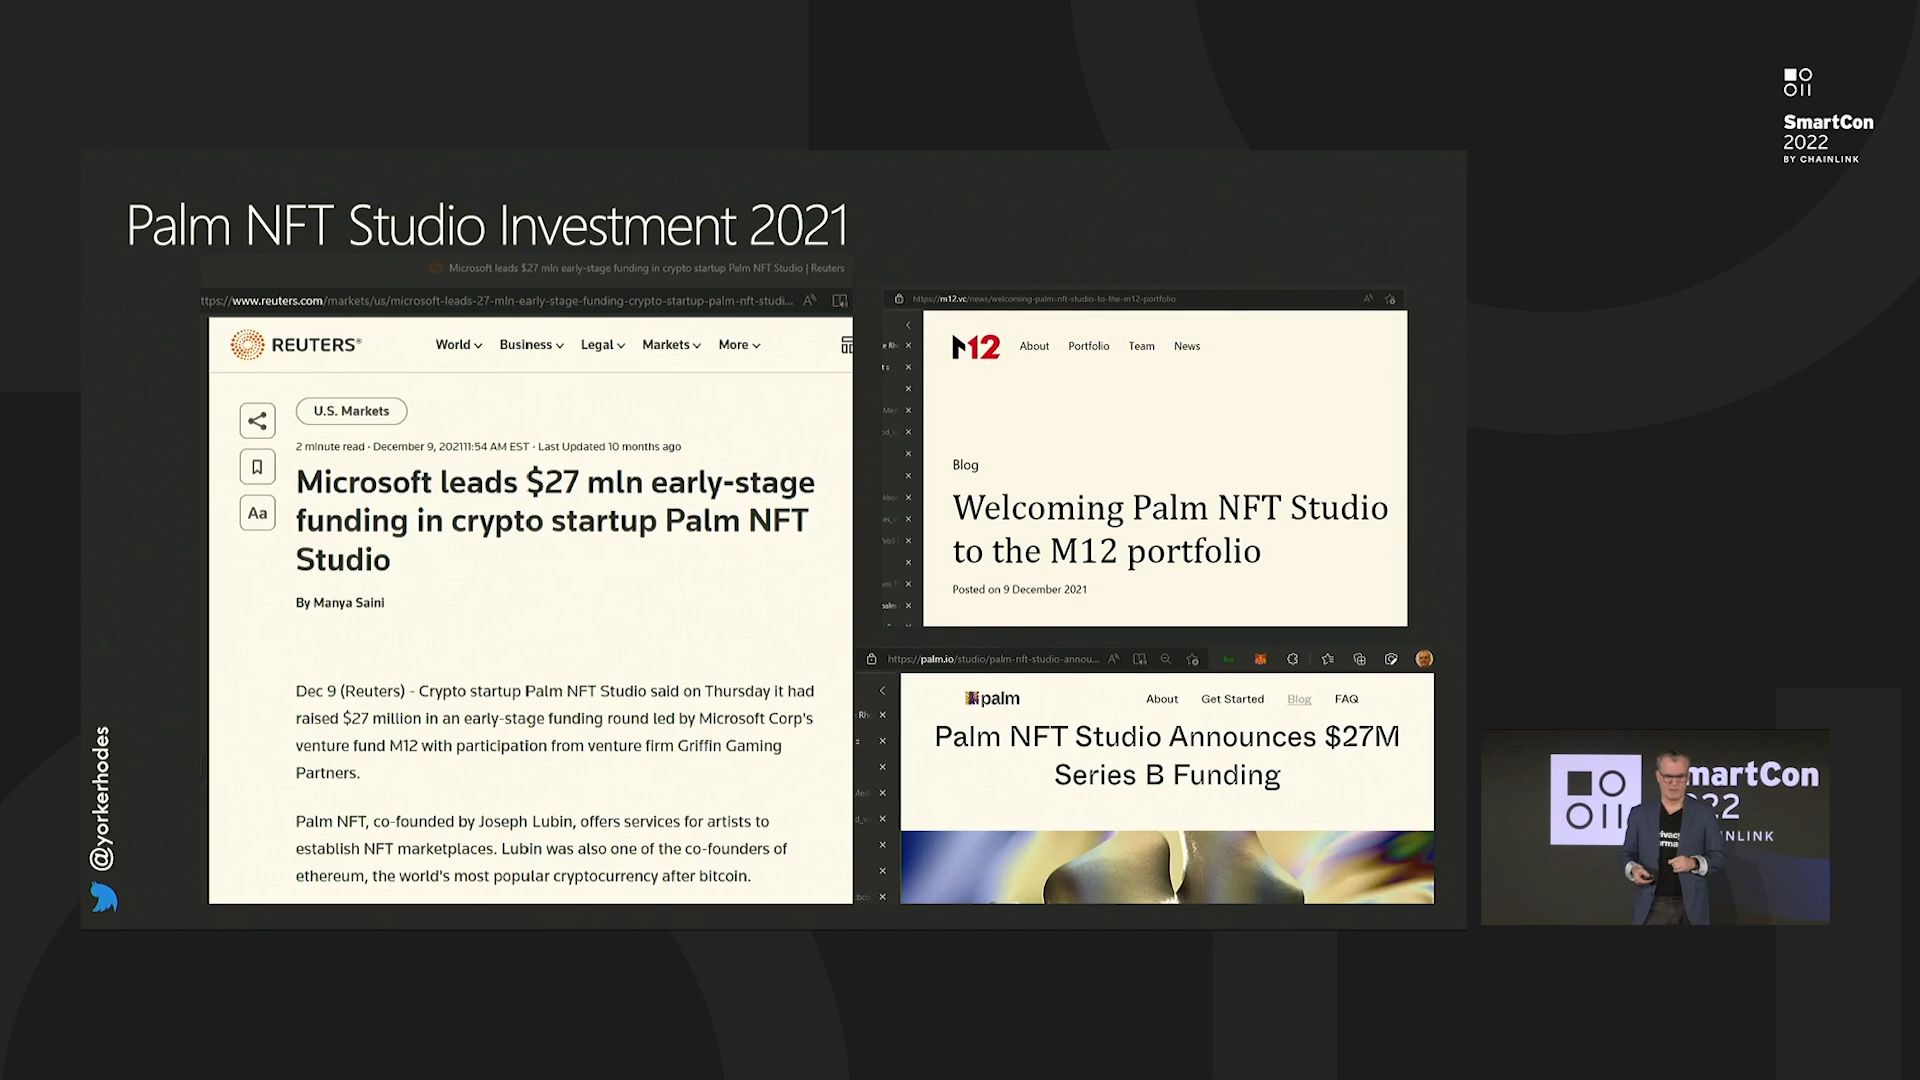 SmartCon
2022
BY CHAINLINK
Palm NFT Studio Investment 2021
Microsoft leads $27 mln early-stage funding in crypto startup Palm NFT Studio | Reuters
ttps://www.reuters.com/markets/us/microsoft-leads-27-mln-early-stage-funding-crypto-startup-palm-nft-studi...
REUTERS®
World
Business
Legal
Markets
More
U.S. Markets
2 minute read · December 9, 202111:54 AM EST · Last Updated 10 months ago
Aa
Microsoft leads $27 mln early-stage
funding in crypto startup Palm NFT
Studio
By Manya Saini
Dec 9 (Reuters) - Crypto startup Palm NFT Studio said on Thursday it had
raised $27 million in an early-stage funding round led by Microsoft Corp's
venture fund M12 with participation from venture firm Griffin Gaming
Partners.
Palm NFT, co-founded by Joseph Lubin, offers services for artists to
establish NFT marketplaces. Lubin was also one of the co-founders of
ethereum, the world's most popular cryptocurrency after bitcoin.
https://m12.vc/news/welcoming-palm-nft-studio-to-the-m12-portfolio
M12
About
Portfolio
Team
News
Blog
Welcoming Palm NFT Studio
to the M12 portfolio
Posted on 9 December 2021
https://palm.io/studio/palm-nft-studio-annou...
palm
About
Get Started
Blog
FAQ
Palm NFT Studio Announces $27M
Series B Funding
@yorkerhodes
martCon
22
INLINK